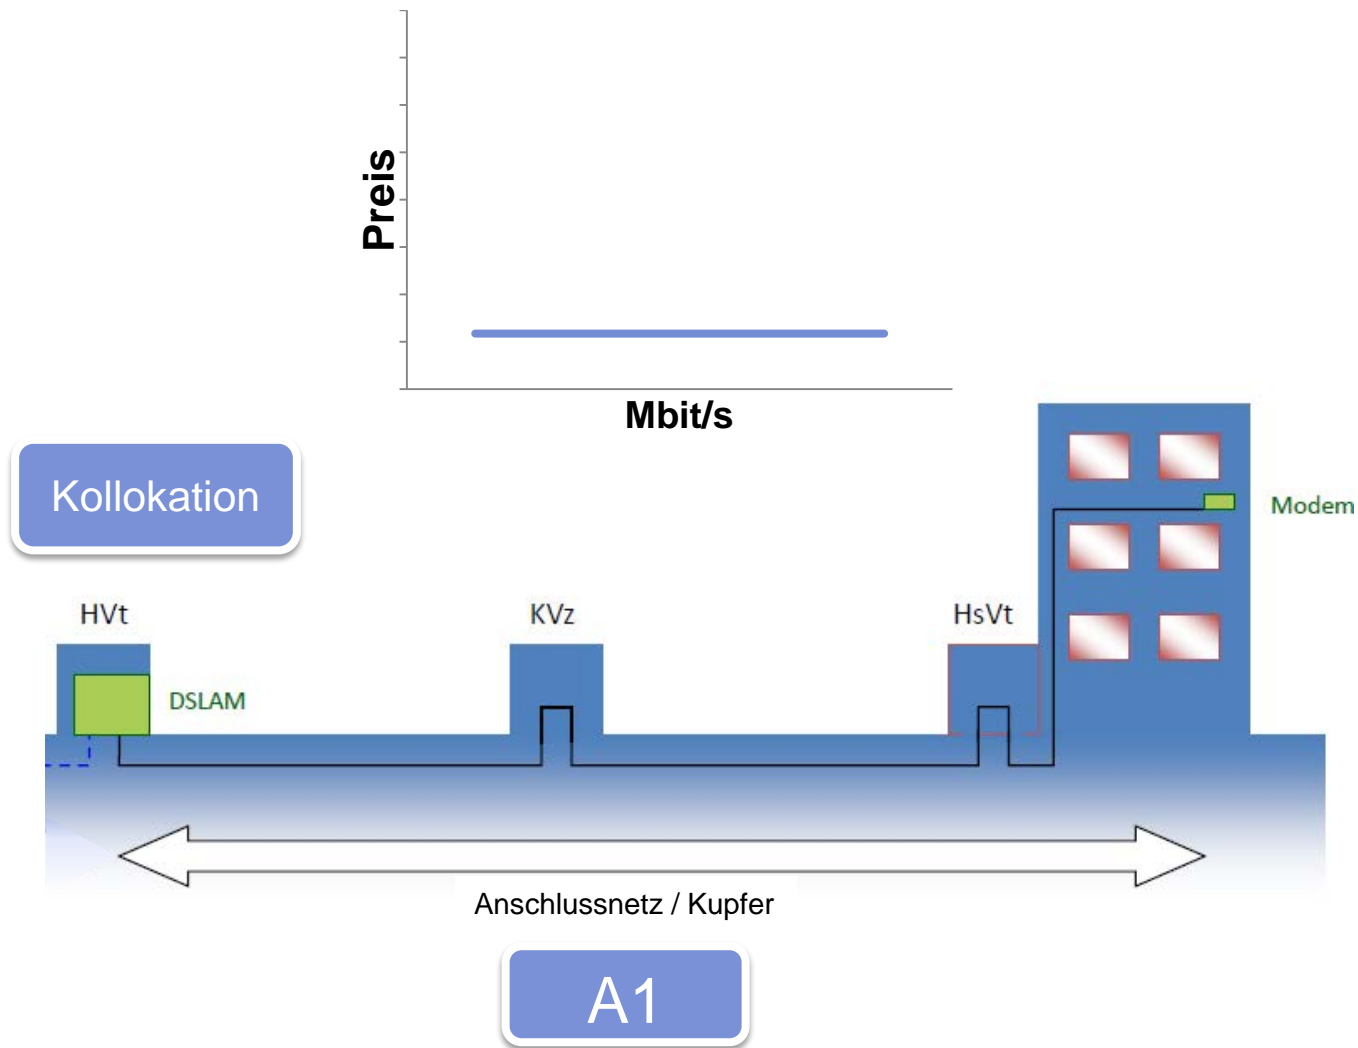 Preis
Mbit/s
Kollokation
Modem
HVt
KVz
HsVt
DSLAM
Anschlussnetz / Kupfer
A1